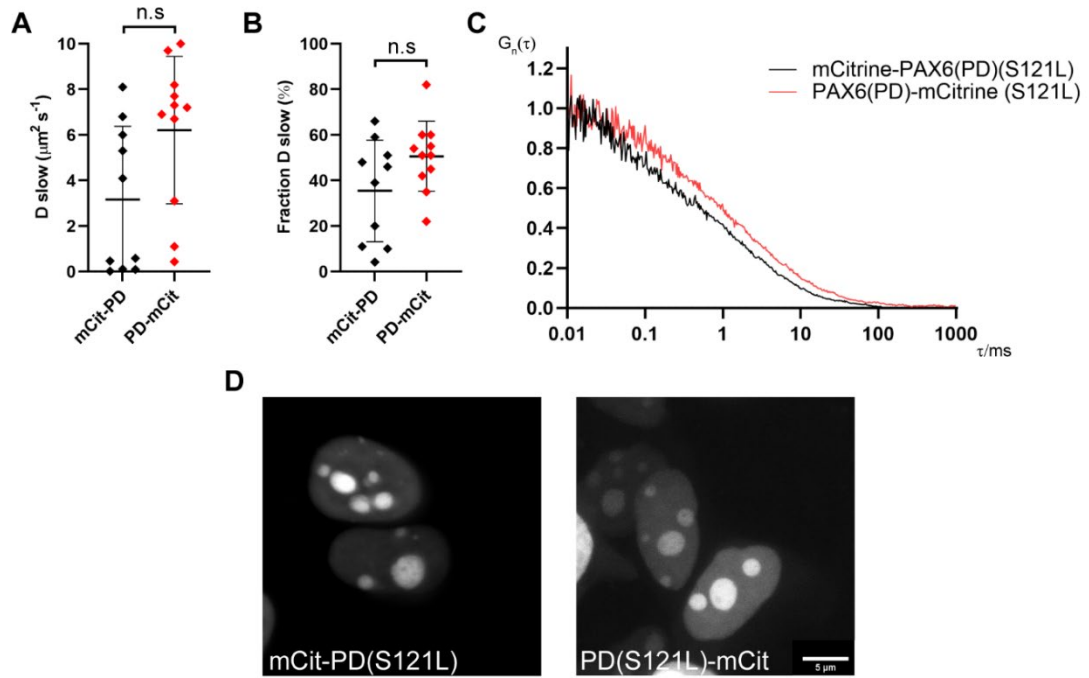 A
n.s
D slow (μm² s⁻¹)
10
8
6
4
2
0
mCit-PD
PD-mCit
B
n.s
Fraction D slow (%)
100
80
60
40
20
0
mCit-PD
PD-mCit
C
Gₙ(τ)
1.2
1.0
0.8
0.6
0.4
0.2
0.0
0.01
0.1
1
10
100
1000
τ/ms
mCitrine-PAX6(PD)(S121L)
PAX6(PD)-mCitrine (S121L)
D
mCit-PD(S121L)
PD(S121L)-mCit
5 μm